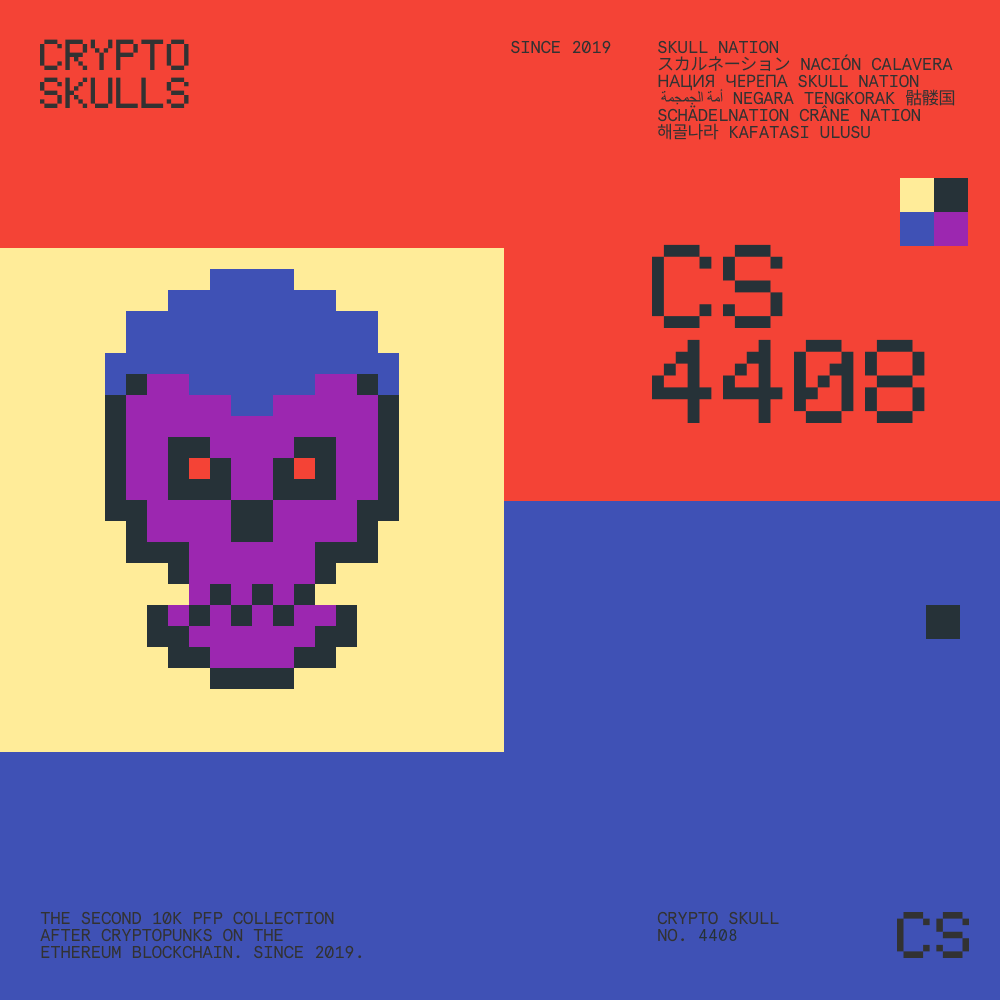 CRYPTO
SKULLS
SINCE 2019
SKULL NATION
スカルネーション NACIÓN CALAVERA
НАЦИЯ ЧЕРЕПА SKULL NATION
أمة الجمجمة NEGARA TENGKORAK 骷髅国
SCHÄDELNATION CRÂNE NATION
해골나라 KAFATASI ULUSU
CS
4408
THE SECOND 10K PFP COLLECTION
AFTER CRYPTOPUNKS ON THE
ETHEREUM BLOCKCHAIN. SINCE 2019.
CRYPTO SKULL
NO. 4408
CS